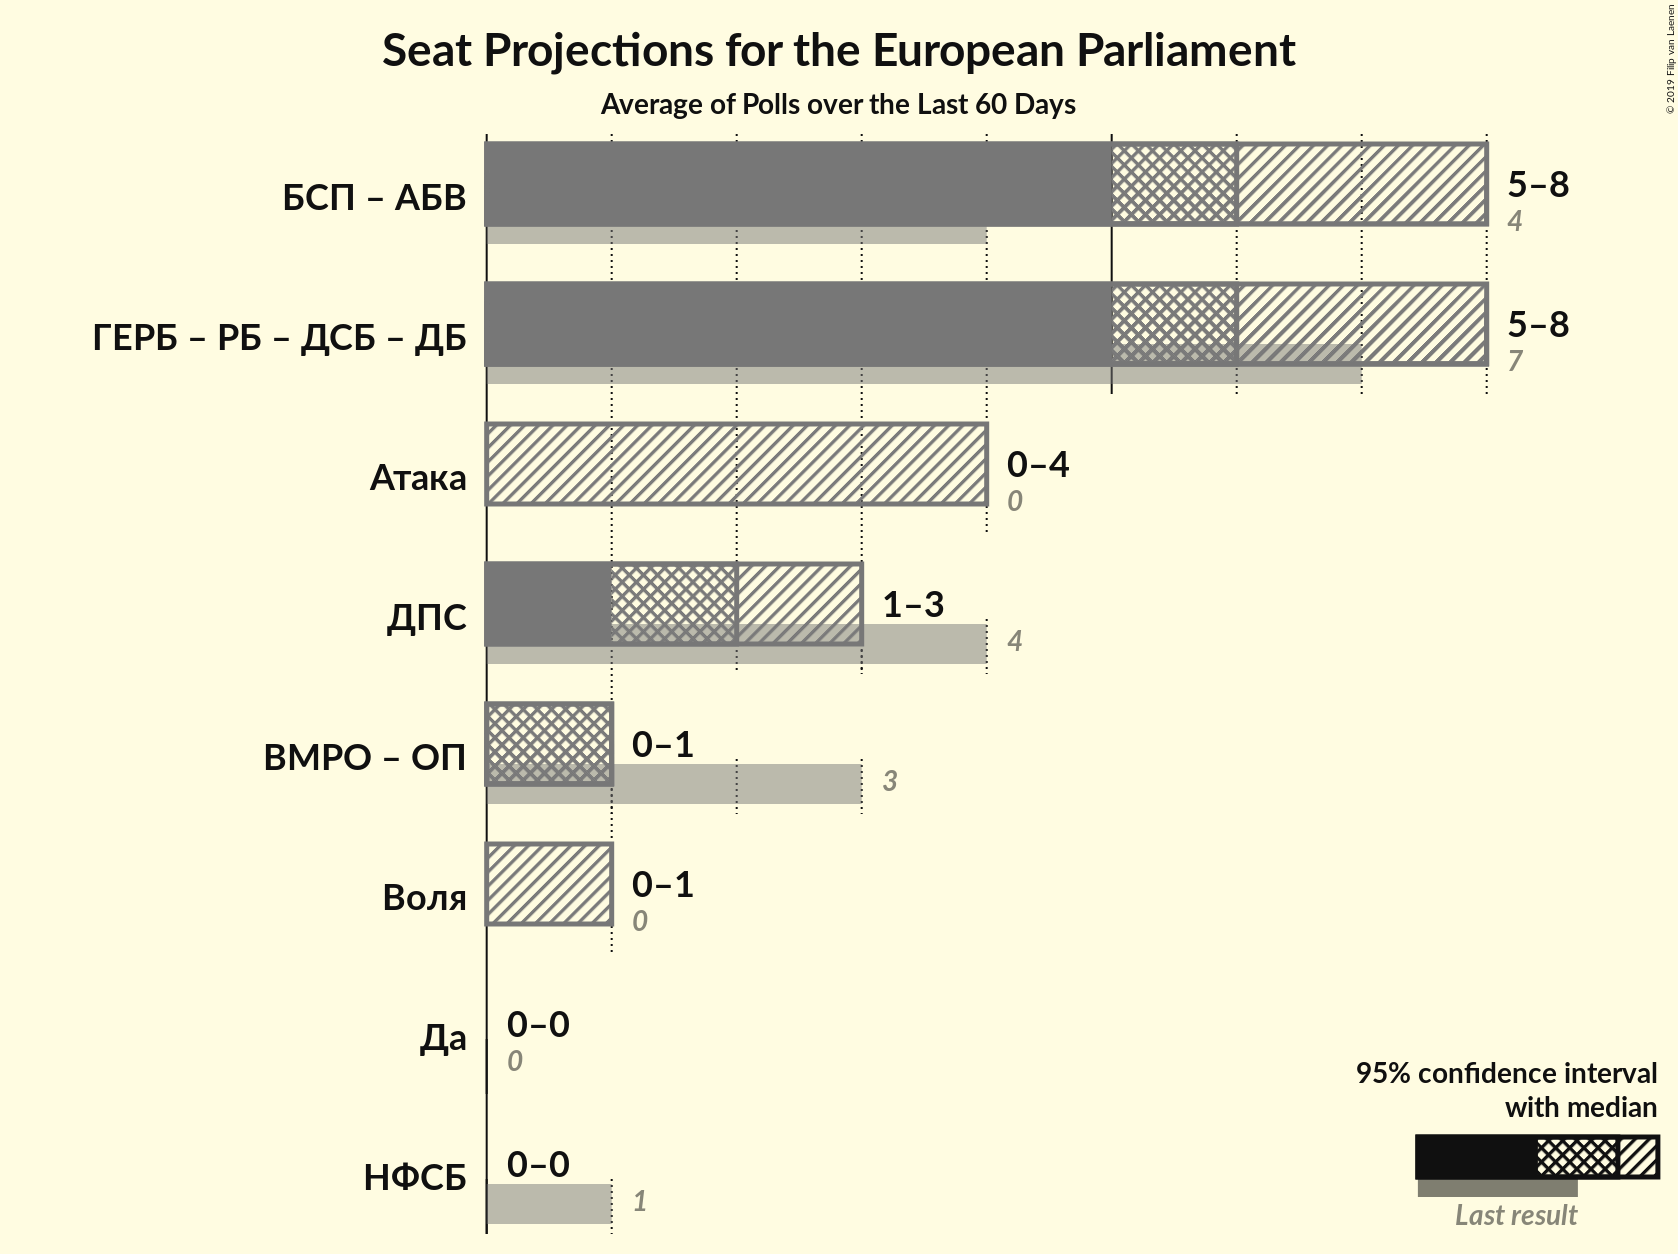 Seat Projections for the European Parliament
Average of Polls over the Last 60 Days
© 2019 Filip van Laenen
БСП – АБВ
5–8
4
ГЕРБ – РБ – ДСБ – ДБ
5–8
7
Атака
0–4
0
ДПС
1–3
4
ВМРО – ОП
0–1
3
Воля
0–1
0
Да
0–0
0
НФСБ
0–0
1
95% confidence interval
with median
Last result